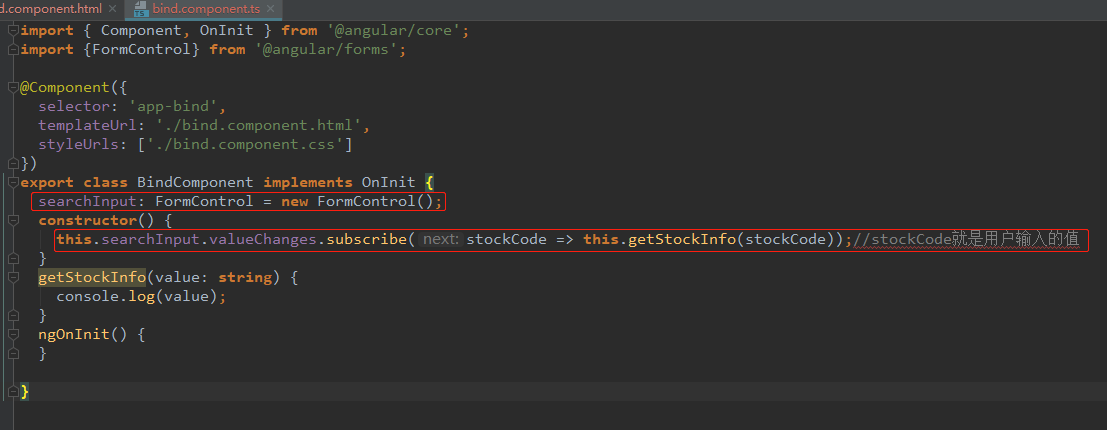 d.component.html × TS bind.component.ts ×
import { Component, OnInit } from '@angular/core';
import {FormControl} from '@angular/forms';
@Component({
selector: 'app-bind',
templateUrl: './bind.component.html',
styleUrls: ['./bind.component.css']
})
export class BindComponent implements OnInit {
searchInput: FormControl = new FormControl();
constructor() {
this.searchInput.valueChanges.subscribe( next: stockCode => this.getStockInfo(stockCode));//stockCode就是用户输入的值
}
getStockInfo(value: string) {
console.log(value);
}
ngOnInit() {
}
}